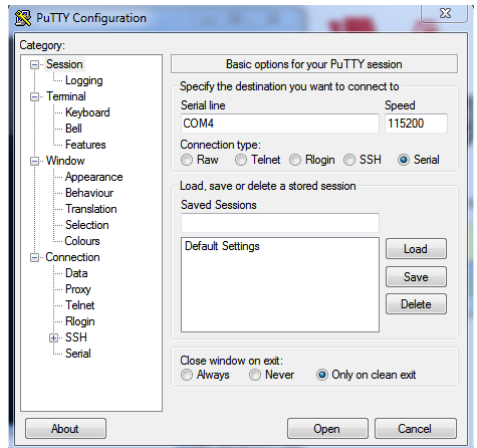 PuTTY Configuration
X
Category:
Session
Logging
Terminal
Keyboard
Bell
Features
Window
Appearance
Behaviour
Translation
Selection
Colours
Connection
Data
Proxy
Telnet
Rlogin
SSH
Serial
Basic options for your PuTTY session
Specify the destination you want to connect to
Serial line Speed
COM4 115200
Connection type:
Raw Telnet Rlogin SSH Serial
Load, save or delete a stored session
Saved Sessions
Default Settings
Load
Save
Delete
Close window on exit:
Always Never Only on clean exit
About Open Cancel